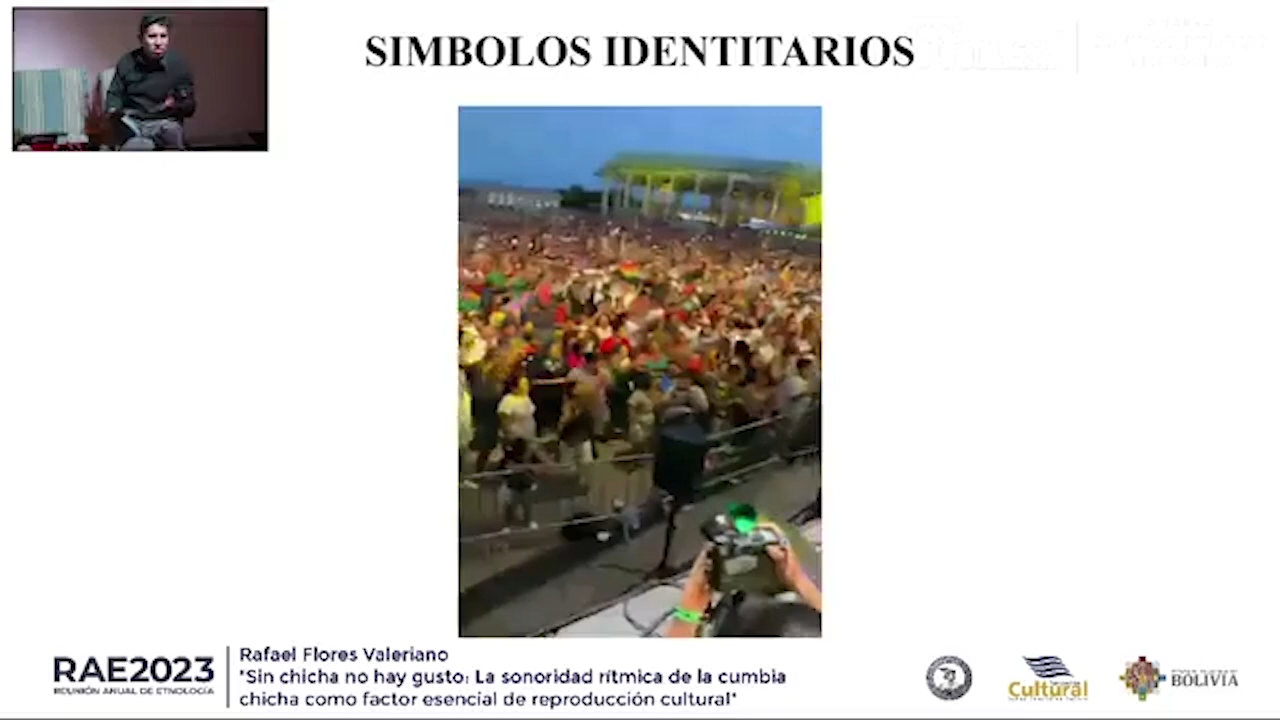 SIMBOLOS IDENTITARIOS
RAE2023
REUNIÓN ANUAL DE ETNOLOGÍA
Rafael Flores Valeriano
"Sin chicha no hay gusto: La sonoridad rítmica de la cumbia
chicha como factor esencial de reproducción cultural"
Cultural
BOLIVIA